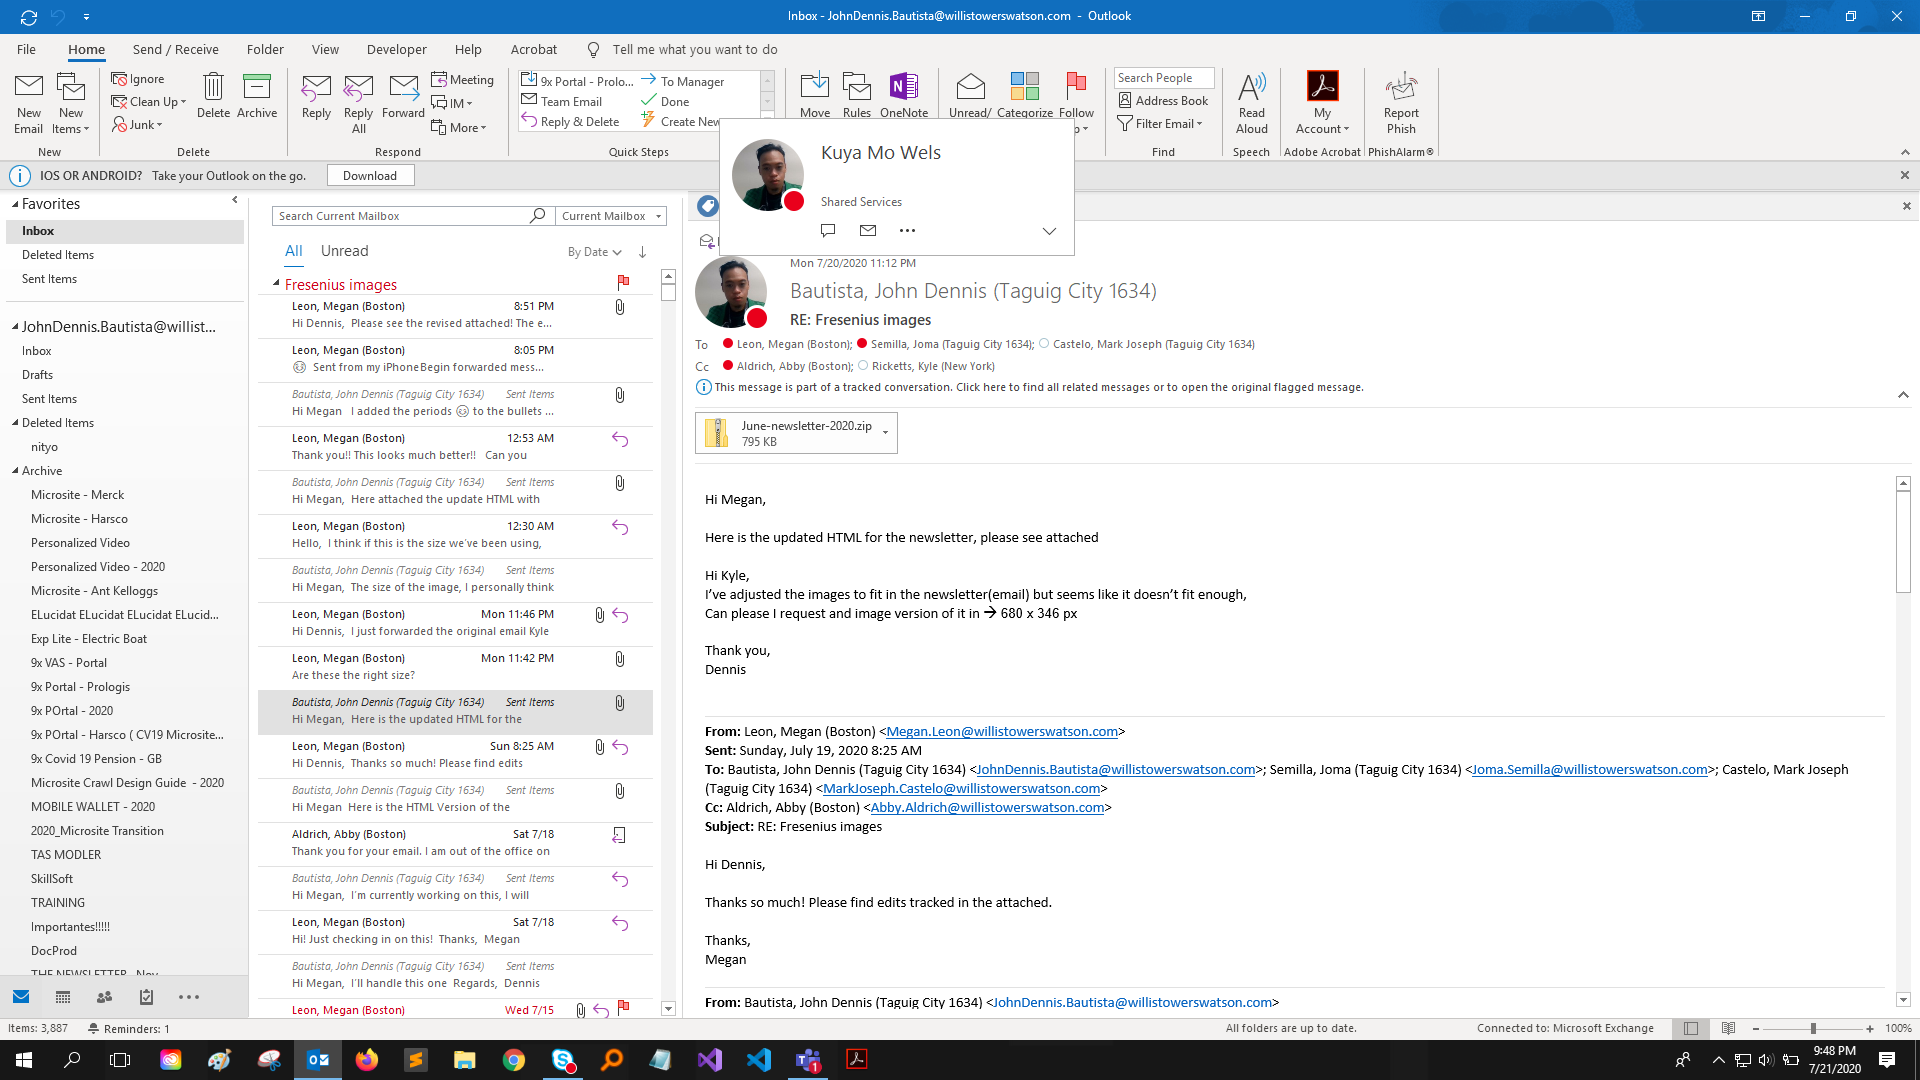 Inbox - JohnDennis.Bautista@willistowerswatson.com - Outlook
File Home Send / Receive Folder View Developer Help Acrobat Tell me what you want to do
New Email
New Items
New
Ignore
Clean Up
Junk
Delete
Archive
Delete
Reply
Reply All
Forward
Meeting
IM
More
Respond
9x Portal - Prolo...
Team Email
Reply & Delete
To Manager
Done
Create New
Quick Steps
Move
Rules
OneNote
Unread/
Categorize
Follow
Search People
Address Book
Filter Email
Find
Read Aloud
Speech
My Account
Adobe Acrobat
Report Phish
PhishAlarm®
IOS OR ANDROID? Take your Outlook on the go. Download
Kuya Mo Wels
Shared Services
Favorites
Inbox
Deleted Items
Sent Items
JohnDennis.Bautista@willist...
Inbox
Drafts
Sent Items
Deleted Items
nityo
Archive
Microsite - Merck
Microsite - Harsco
Personalized Video
Personalized Video - 2020
Microsite - Ant Kelloggs
ELucidat ELucidat ELucidat ELucid...
Exp Lite - Electric Boat
9x VAS - Portal
9x Portal - Prologis
9x POrtal - 2020
9x POrtal - Harsco ( CV19 Microsite...
9x Covid 19 Pension - GB
Microsite Crawl Design Guide - 2020
MOBILE WALLET - 2020
2020_Microsite Transition
TAS MODLER
SkillSoft
TRAINING
Importantes!!!!!
DocProd
THE NEWSLETTER - Nov
Search Current Mailbox
Current Mailbox
All Unread By Date
Fresenius images
Leon, Megan (Boston) 8:51 PM
Hi Dennis, Please see the revised attached! The e...
Leon, Megan (Boston) 8:05 PM
Sent from my iPhoneBegin forwarded mess...
Bautista, John Dennis (Taguig City 1634) Sent Items
Hi Megan I added the periods to the bullets ...
Leon, Megan (Boston) 12:53 AM
Thank you!! This looks much better!! Can you
Bautista, John Dennis (Taguig City 1634) Sent Items
Hi Megan, Here attached the update HTML with
Leon, Megan (Boston) 12:30 AM
Hello, I think if this is the size we've been using,
Bautista, John Dennis (Taguig City 1634) Sent Items
Hi Megan, The size of the image, I personally think
Leon, Megan (Boston) Mon 11:46 PM
Hi Dennis, I just forwarded the original email Kyle
Leon, Megan (Boston) Mon 11:42 PM
Are these the right size?
Bautista, John Dennis (Taguig City 1634) Sent Items
Hi Megan, Here is the updated HTML for the
Leon, Megan (Boston) Sun 8:25 AM
Hi Dennis, Thanks so much! Please find edits
Bautista, John Dennis (Taguig City 1634) Sent Items
Hi Megan Here is the HTML Version of the
Aldrich, Abby (Boston) Sat 7/18
Thank you for your email. I am out of the office on
Bautista, John Dennis (Taguig City 1634) Sent Items
Hi Megan, I'm currently working on this, I will
Leon, Megan (Boston) Sat 7/18
Hi! Just checking in on this! Thanks, Megan
Bautista, John Dennis (Taguig City 1634) Sent Items
Hi Megan, I'll handle this one Regards, Dennis
Leon, Megan (Boston) Wed 7/15
Mon 7/20/2020 11:12 PM
Bautista, John Dennis (Taguig City 1634)
RE: Fresenius images
To Leon, Megan (Boston); Semilla, Joma (Taguig City 1634); Castelo, Mark Joseph (Taguig City 1634)
Cc Aldrich, Abby (Boston); Ricketts, Kyle (New York)
This message is part of a tracked conversation. Click here to find all related messages or to open the original flagged message.
June-newsletter-2020.zip
795 KB
Hi Megan,
Here is the updated HTML for the newsletter, please see attached
Hi Kyle,
I've adjusted the images to fit in the newsletter(email) but seems like it doesn't fit enough,
Can please I request and image version of it in → 680 x 346 px
Thank you,
Dennis
From: Leon, Megan (Boston) <Megan.Leon@willistowerswatson.com>
Sent: Sunday, July 19, 2020 8:25 AM
To: Bautista, John Dennis (Taguig City 1634) <JohnDennis.Bautista@willistowerswatson.com>; Semilla, Joma (Taguig City 1634) <Joma.Semilla@willistowerswatson.com>; Castelo, Mark Joseph
(Taguig City 1634) <MarkJoseph.Castelo@willistowerswatson.com>
Cc: Aldrich, Abby (Boston) <Abby.Aldrich@willistowerswatson.com>
Subject: RE: Fresenius images
Hi Dennis,
Thanks so much! Please find edits tracked in the attached.
Thanks,
Megan
From: Bautista, John Dennis (Taguig City 1634) <JohnDennis.Bautista@willistowerswatson.com>
Items: 3,887 Reminders: 1 All folders are up to date. Connected to: Microsoft Exchange 100%
9:48 PM
7/21/2020